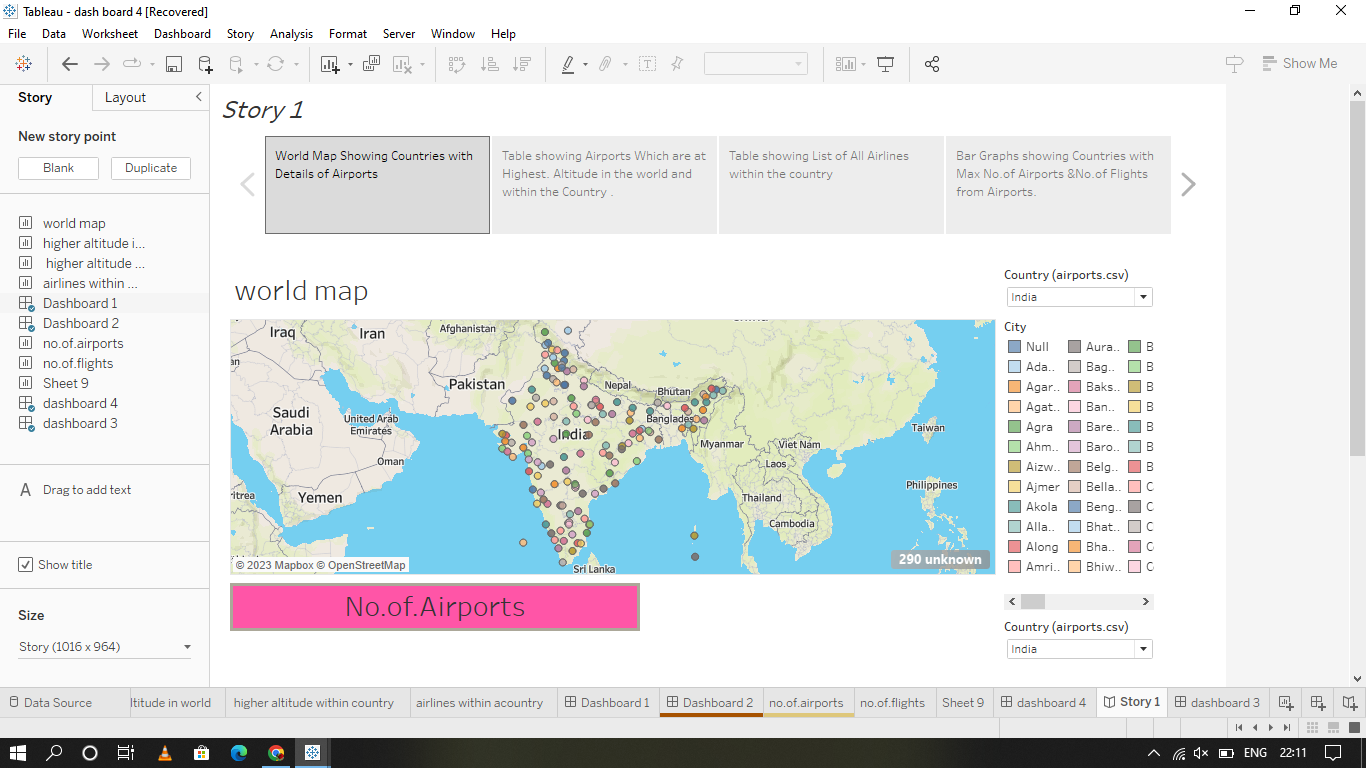 Tableau - dash board 4 [Recovered]
File Data Worksheet Dashboard Story Analysis Format Server Window Help
Show Me
Story Layout
New story point
Blank Duplicate
world map
higher altitude i...
higher altitude ...
airlines within ...
Dashboard 1
Dashboard 2
no.of.airports
no.of.flights
Sheet 9
dashboard 4
dashboard 3
A Drag to add text
Show title
Size
Story (1016 x 964)
Story 1
World Map Showing Countries with
Details of Airports
Table showing Airports Which are at
Highest. Altitude in the world and
within the Country .
Table showing List of All Airlines
within the country
Bar Graphs showing Countries with
Max No.of Airports &No.of Flights
from Airports.
world map
Iraq
Iran
Afghanistan
Pakistan
Nepal
Bhutan
Saudi
Arabia
United Arab
Emirates
India
Banglades
Taiwan
Oman
Myanmar
Viet Nam
Laos
Yemen
ritrea
Thailand
Philippines
Cambodia
Sri Lanka
290 unknown
© 2023 Mapbox © OpenStreetMap
No.of.Airports
Country (airports.csv)
India
City
Null Aura.. B
Ada.. Bag.. B
Agar.. Baks.. B
Agat.. Ban.. B
Agra Bare.. B
Ahm.. Baro.. B
Aizw.. Belg.. B
Ajmer Bella.. C
Akola Beng.. C
Alla.. Bhat.. C
Along Bha.. C
Amri.. Bhiw.. C
Country (airports.csv)
India
Data Source ltitude in world higher altitude within country airlines within acountry Dashboard 1 Dashboard 2 no.of.airports no.of.flights Sheet 9 dashboard 4 Story 1 dashboard 3
ENG 22:11